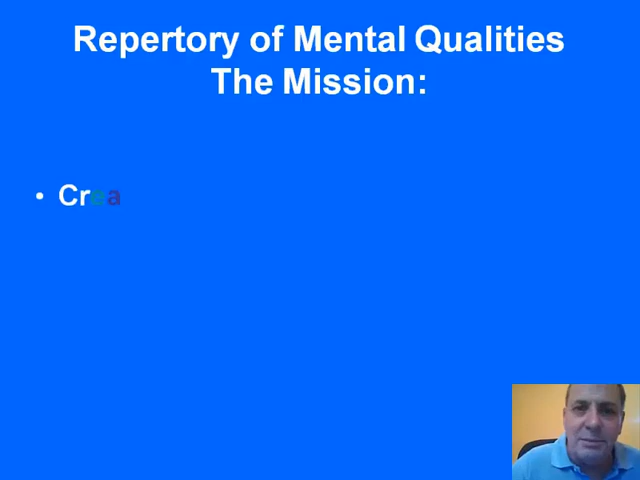 Repertory of Mental Qualities
The Mission:
• Crea